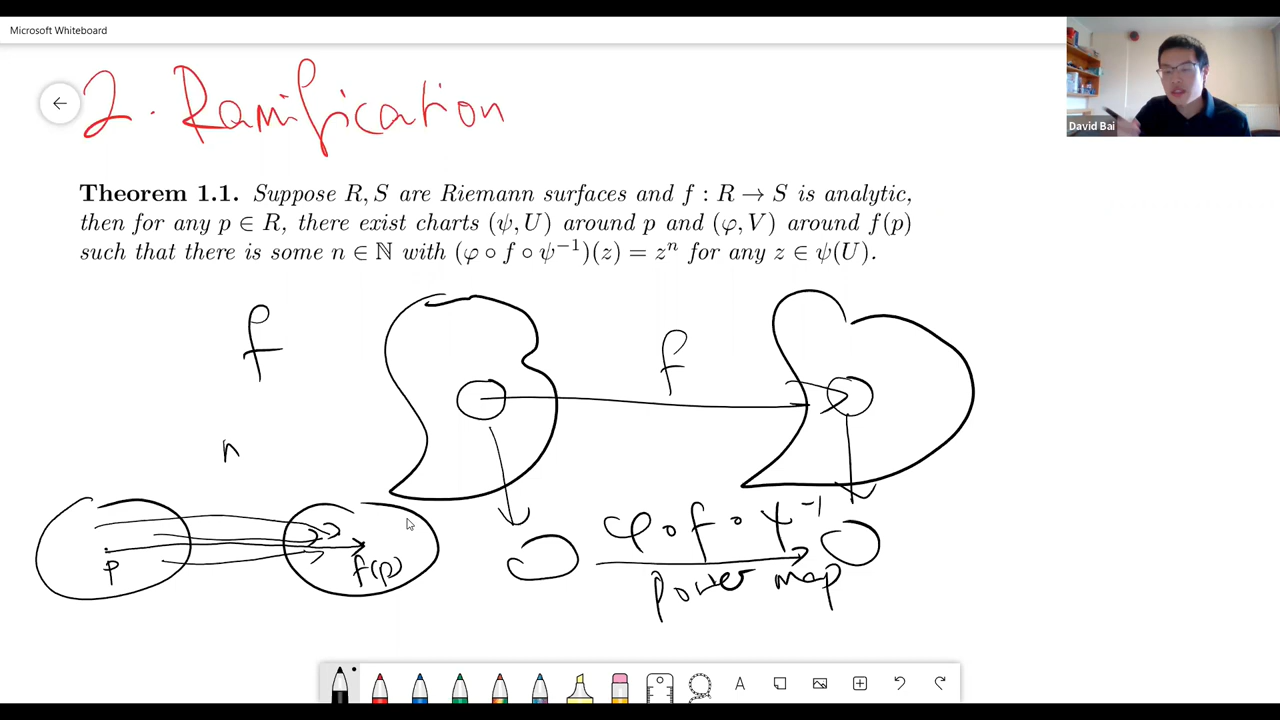 Microsoft Whiteboard
David Bai
2. Ramification
Theorem 1.1. Suppose R, S are Riemann surfaces and f : R → S is analytic,
then for any p ∈ R, there exist charts (ψ, U) around p and (φ, V) around f(p)
such that there is some n ∈ ℕ with (φ ∘ f ∘ ψ⁻¹)(z) = zⁿ for any z ∈ ψ(U).
f
f
n
p
f(p)
φ ∘ f ∘ ψ⁻¹
power map
A